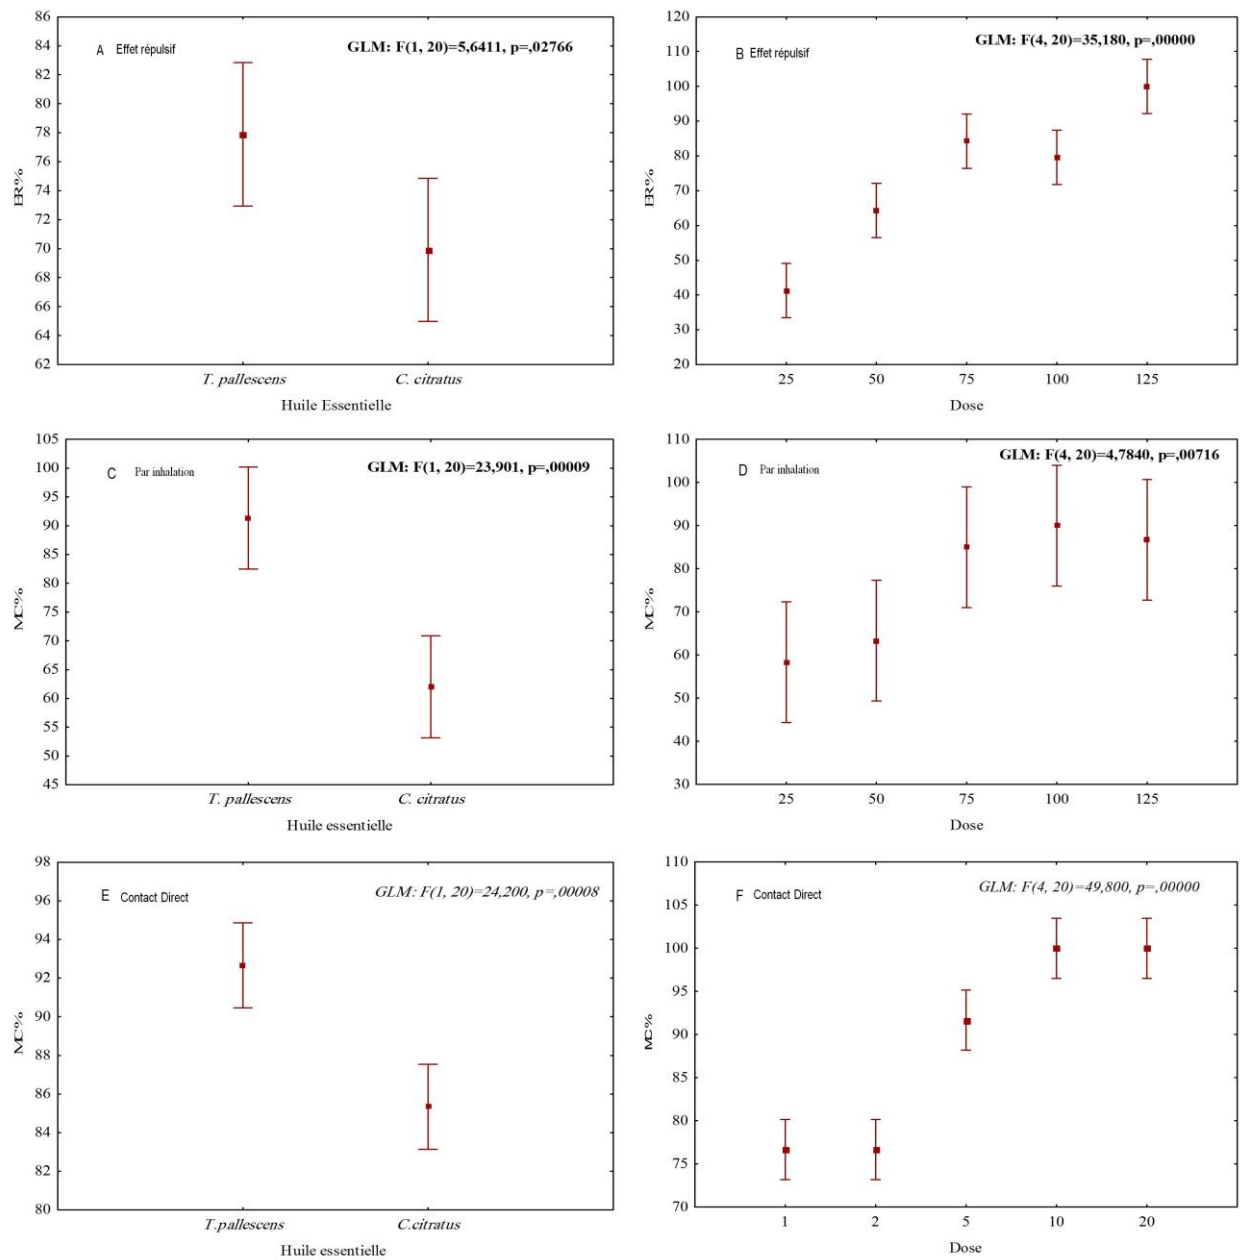 86
84
82
80
78
76
74
72
70
68
66
64
62
ER%
A Effet répulsif
GLM: F(1, 20)=5,6411, p=,02766
T. pallescens C. citratus
Huile Essentielle
120
110
100
90
80
70
60
50
40
30
20
ER%
B Effet répulsif
GLM: F(4, 20)=35,180, p=,00000
25 50 75 100 125
Dose
105
100
95
90
85
80
75
70
65
60
55
50
45
MC%
C Par inhalation
GLM: F(1, 20)=23,901, p=,00009
T. pallescens C. citratus
Huile essentielle
110
100
90
80
70
60
50
40
30
MC%
D Par inhalation
GLM: F(4, 20)=4,7840, p=,00716
25 50 75 100 125
Dose
98
96
94
92
90
88
86
84
82
80
MC%
E Contact Direct
GLM: F(1, 20)=24,200, p=,00008
T.pallescens C.citratus
Huile essentielle
110
105
100
95
90
85
80
75
70
MC%
F Contact Direct
GLM: F(4, 20)=49,800, p=,00000
1 2 5 10 20
Dose